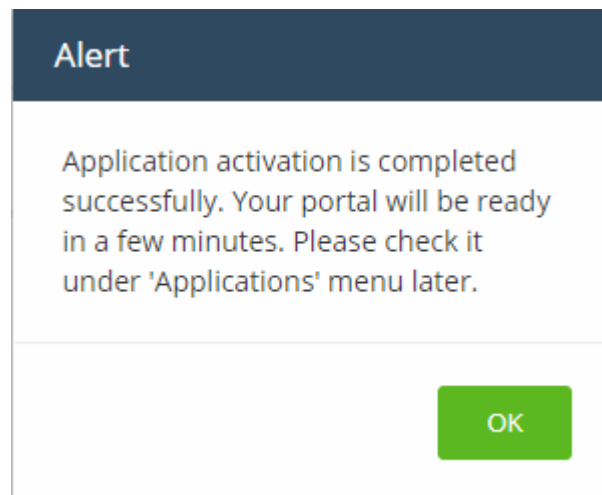 Alert
Application activation is completed
successfully. Your portal will be ready
in a few minutes. Please check it
under 'Applications' menu later.
OK